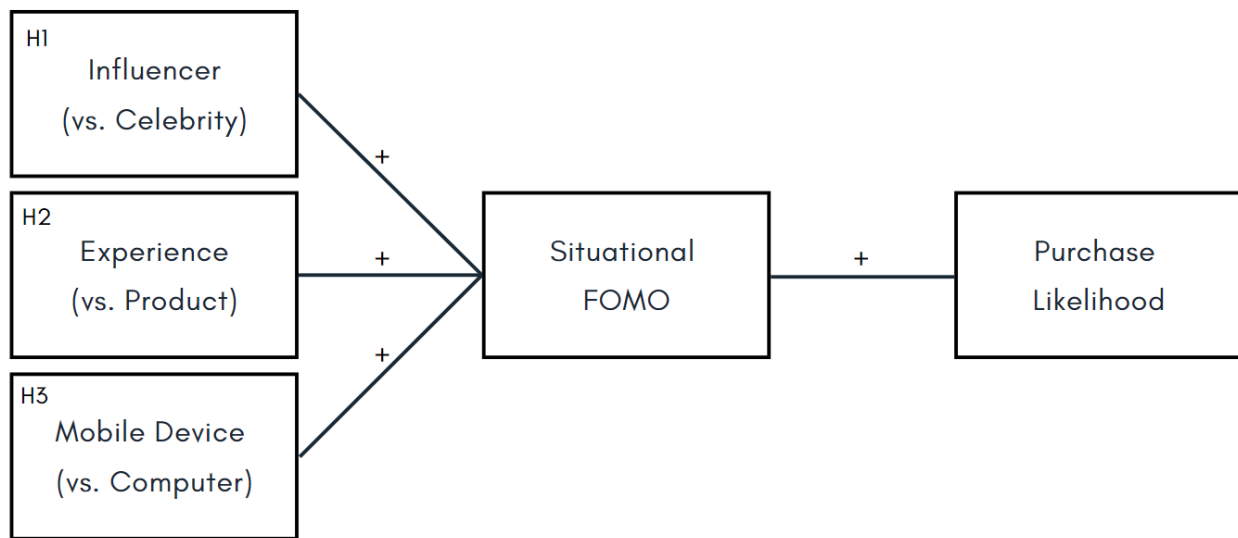 H1
Influencer
(vs. Celebrity)
+
H2
Experience
(vs. Product)
+
H3
Mobile Device
(vs. Computer)
+
Situational
FOMO
+
Purchase
Likelihood